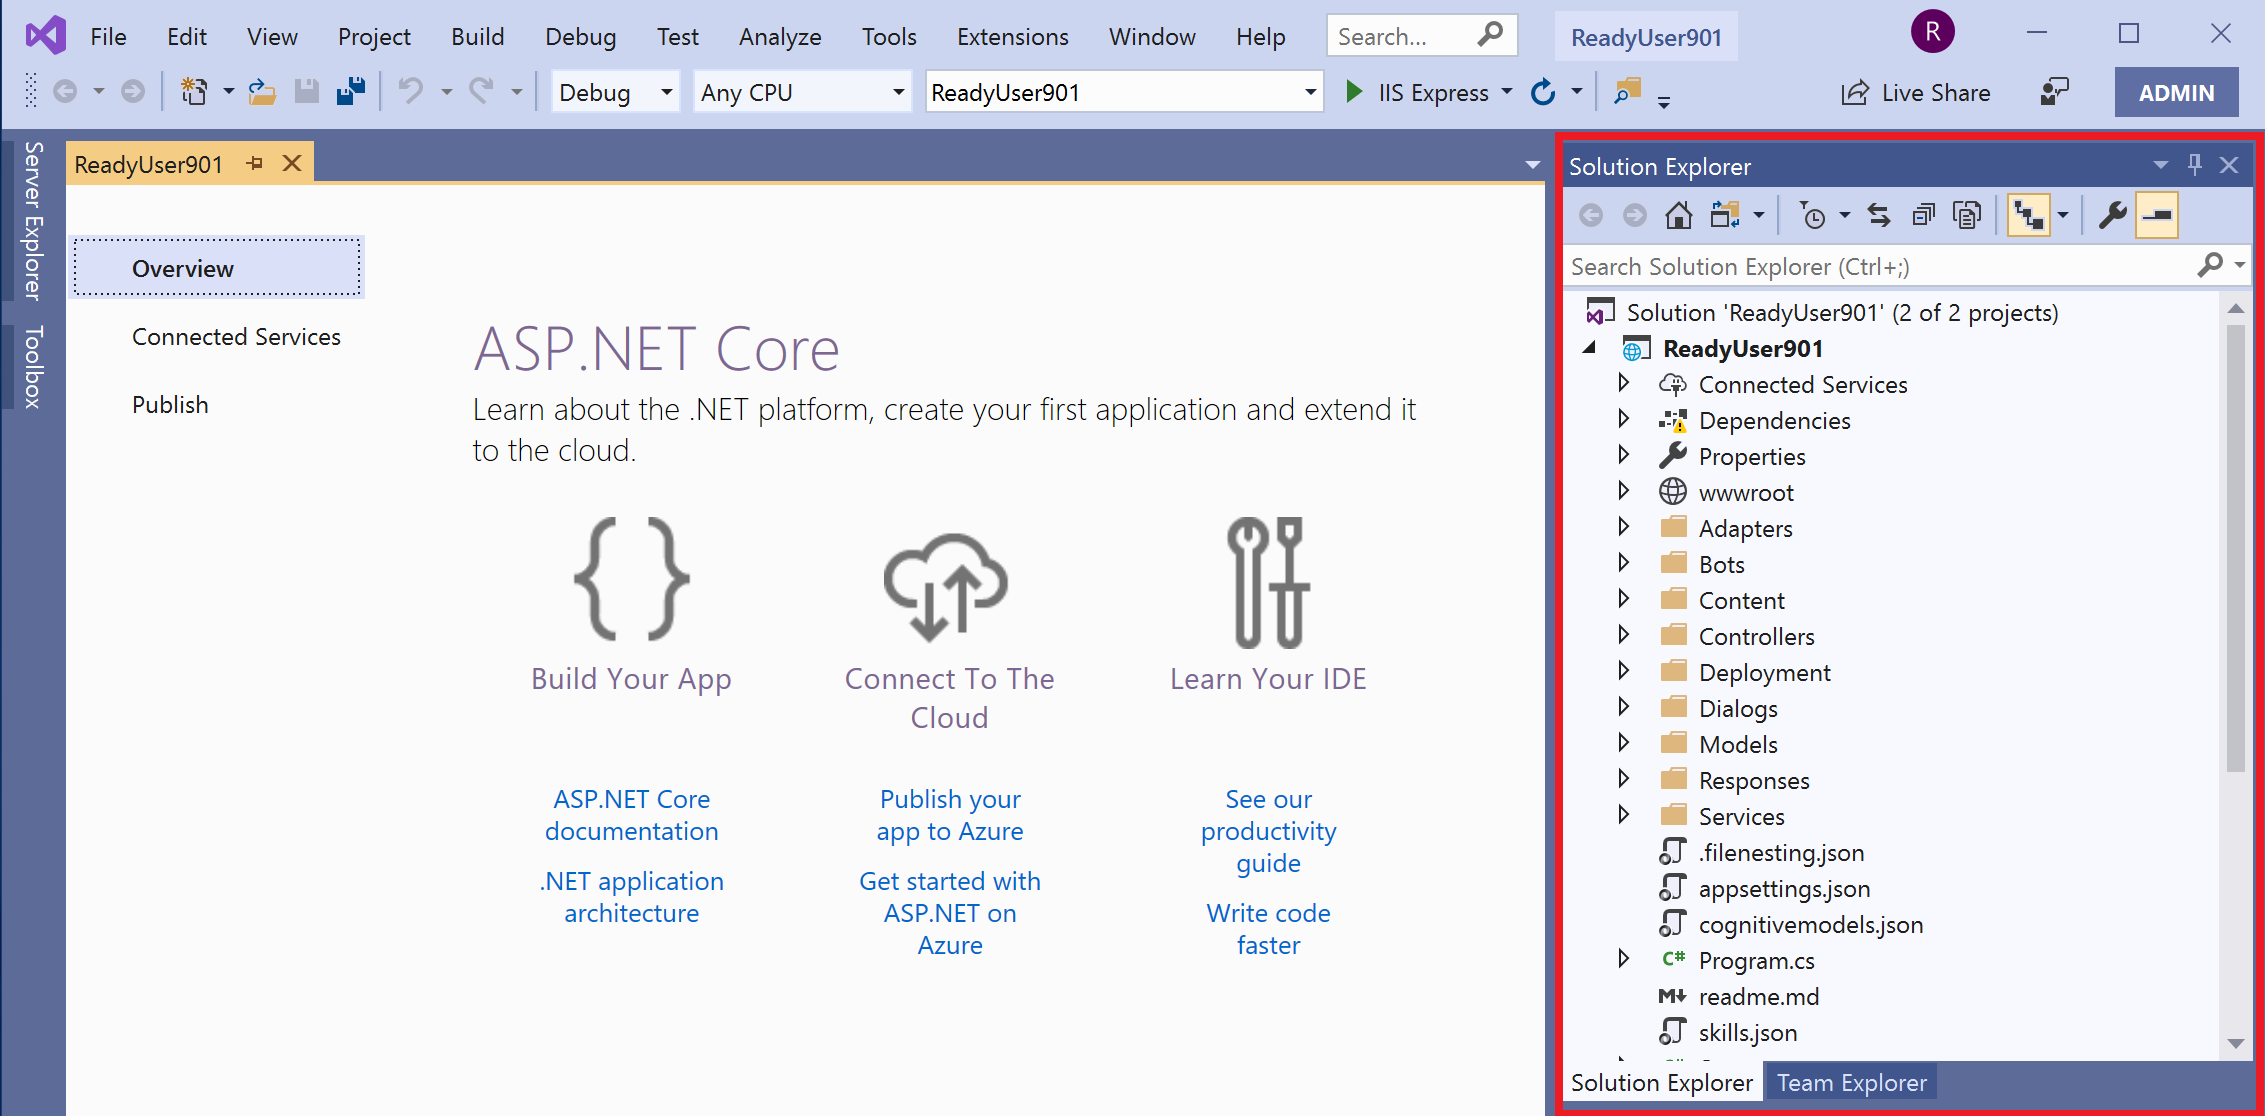 File Edit View Project Build Debug Test Analyze Tools Extensions Window Help Search... ReadyUser901 R
Debug Any CPU ReadyUser901 IIS Express Live Share ADMIN
Server Explorer
Toolbox
ReadyUser901
Overview
Connected Services
Publish
ASP.NET Core
Learn about the .NET platform, create your first application and extend it
to the cloud.
Build Your App
Connect To The
Cloud
Learn Your IDE
ASP.NET Core
documentation
.NET application
architecture
Publish your
app to Azure
Get started with
ASP.NET on
Azure
See our
productivity
guide
Write code
faster
Solution Explorer
Search Solution Explorer (Ctrl+;)
Solution 'ReadyUser901' (2 of 2 projects)
ReadyUser901
Connected Services
Dependencies
Properties
wwwroot
Adapters
Bots
Content
Controllers
Deployment
Dialogs
Models
Responses
Services
.filenesting.json
appsettings.json
cognitivemodels.json
C# Program.cs
M readme.md
skills.json
Solution Explorer Team Explorer